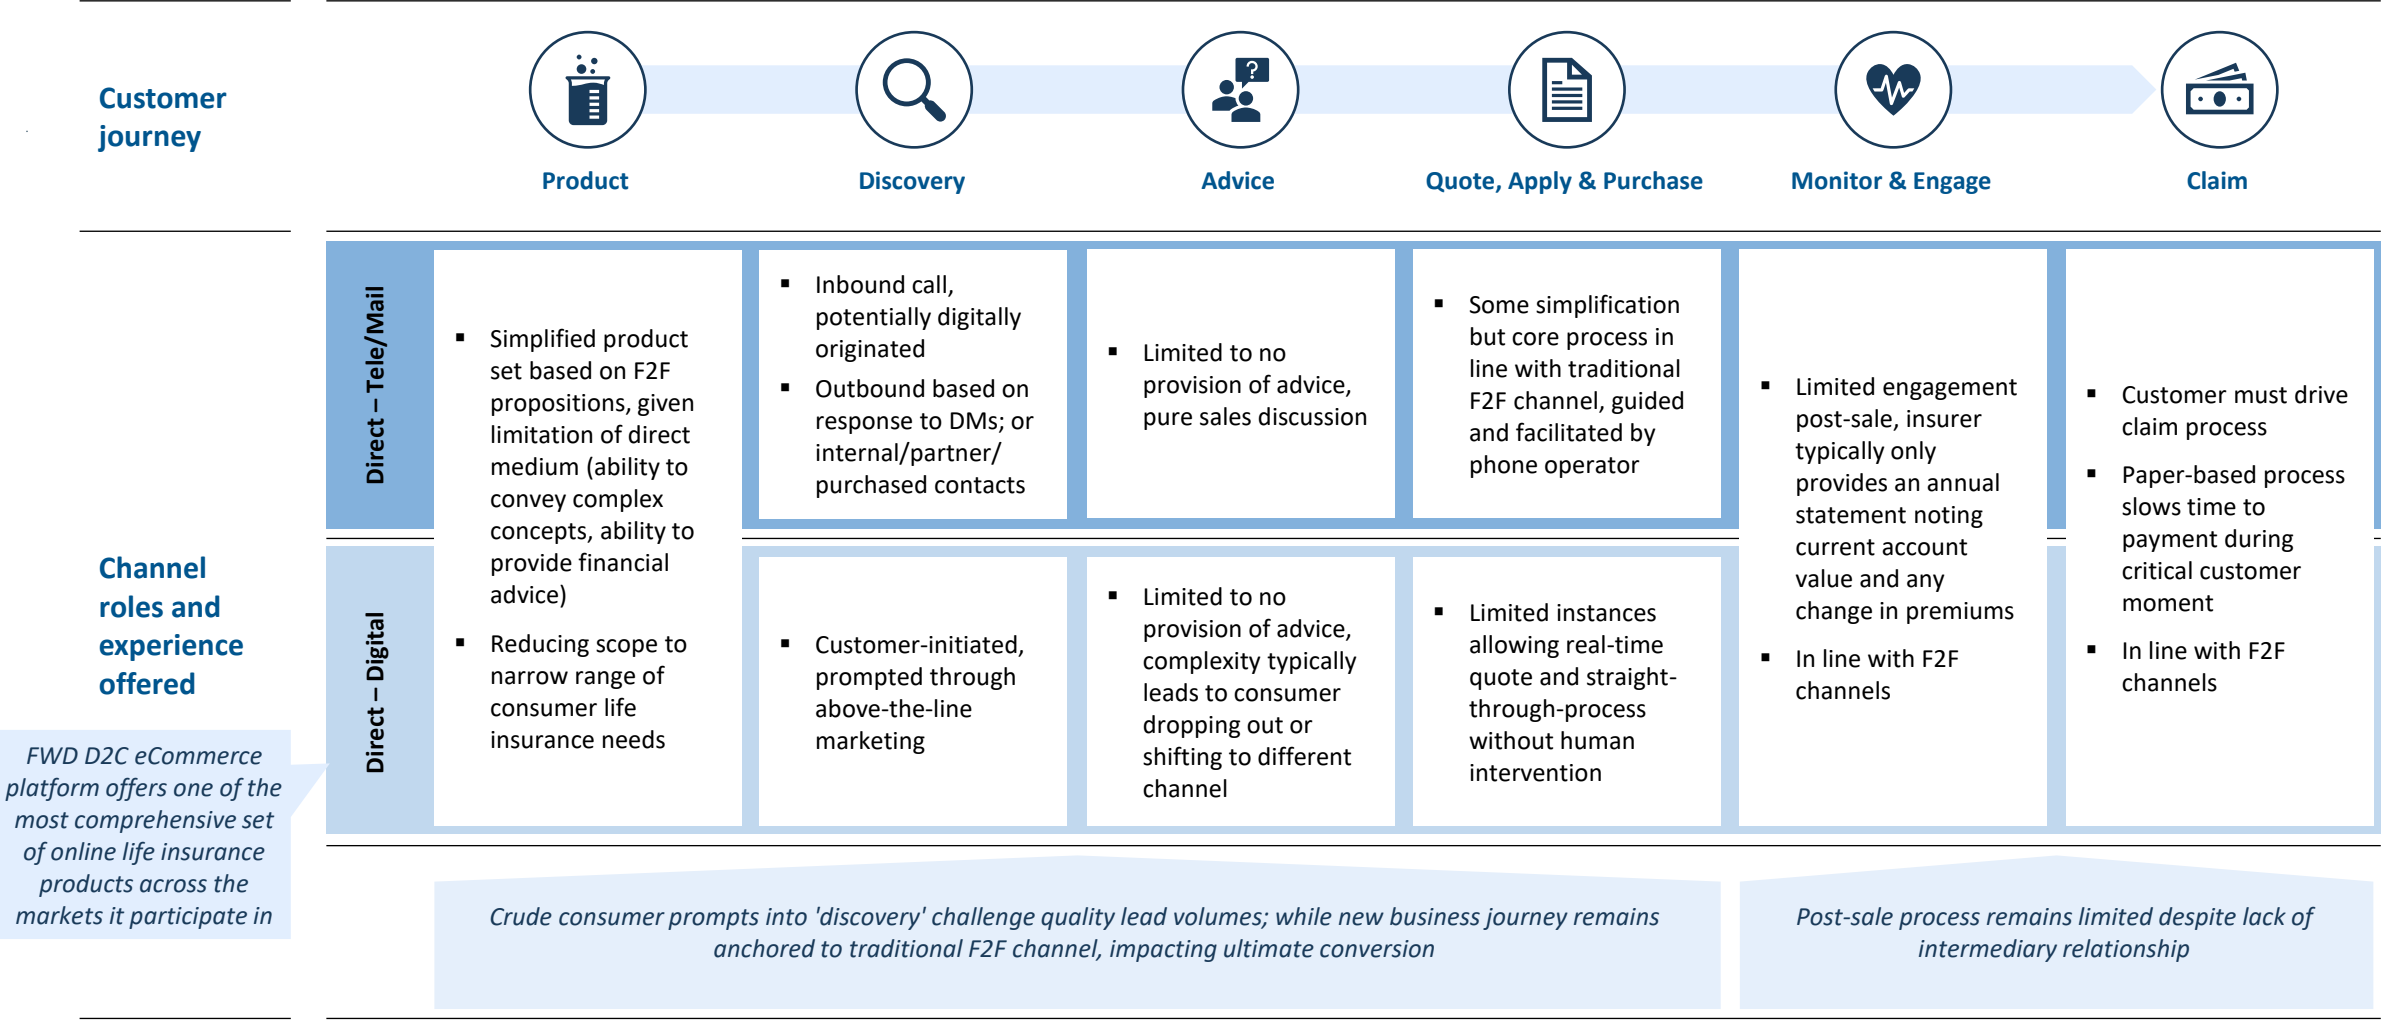 Customer
journey
?
Product
Discovery
Advice
Quote, Apply & Purchase
Monitor & Engage
Claim
Channel
roles and
experience
offered
FWD D2C eCommerce
platform offers one of the
most comprehensive set
of online life insurance
products across the
markets it participate in
Direct – Tele/Mail
Direct – Digital
▪ Simplified product
set based on F2F
propositions, given
limitation of direct
medium (ability to
convey complex
concepts, ability to
provide financial
advice)
▪ Reducing scope to
narrow range of
consumer life
insurance needs
▪ Inbound call,
potentially digitally
originated
▪ Outbound based on
response to DMs; or
internal/partner/
purchased contacts
▪ Limited to no
provision of advice,
pure sales discussion
▪ Some simplification
but core process in
line with traditional
F2F channel, guided
and facilitated by
phone operator
▪ Customer-initiated,
prompted through
above-the-line
marketing
▪ Limited to no
provision of advice,
complexity typically
leads to consumer
dropping out or
shifting to different
channel
▪ Limited instances
allowing real-time
quote and straight-
through-process
without human
intervention
▪ Limited engagement
post-sale, insurer
typically only
provides an annual
statement noting
current account
value and any
change in premiums
▪ In line with F2F
channels
▪ Customer must drive
claim process
▪ Paper-based process
slows time to
payment during
critical customer
moment
▪ In line with F2F
channels
Crude consumer prompts into 'discovery' challenge quality lead volumes; while new business journey remains
anchored to traditional F2F channel, impacting ultimate conversion
Post-sale process remains limited despite lack of
intermediary relationship